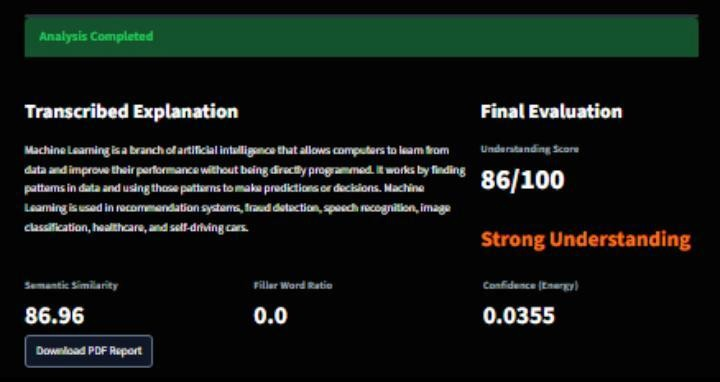 Analysis Completed
Transcribed Explanation
Machine Learning is a branch of artificial intelligence that allows computers to learn from
data and improve their performance without being directly programmed. It works by finding
patterns in data and using those patterns to make predictions or decisions. Machine
Learning is used in recommendation systems, fraud detection, speech recognition, image
classification, healthcare, and self-driving cars.
Final Evaluation
Understanding Score
86/100
Strong Understanding
Semantic Similarity
86.96
Filler Word Ratio
0.0
Confidence (Energy)
0.0355
Download PDF Report